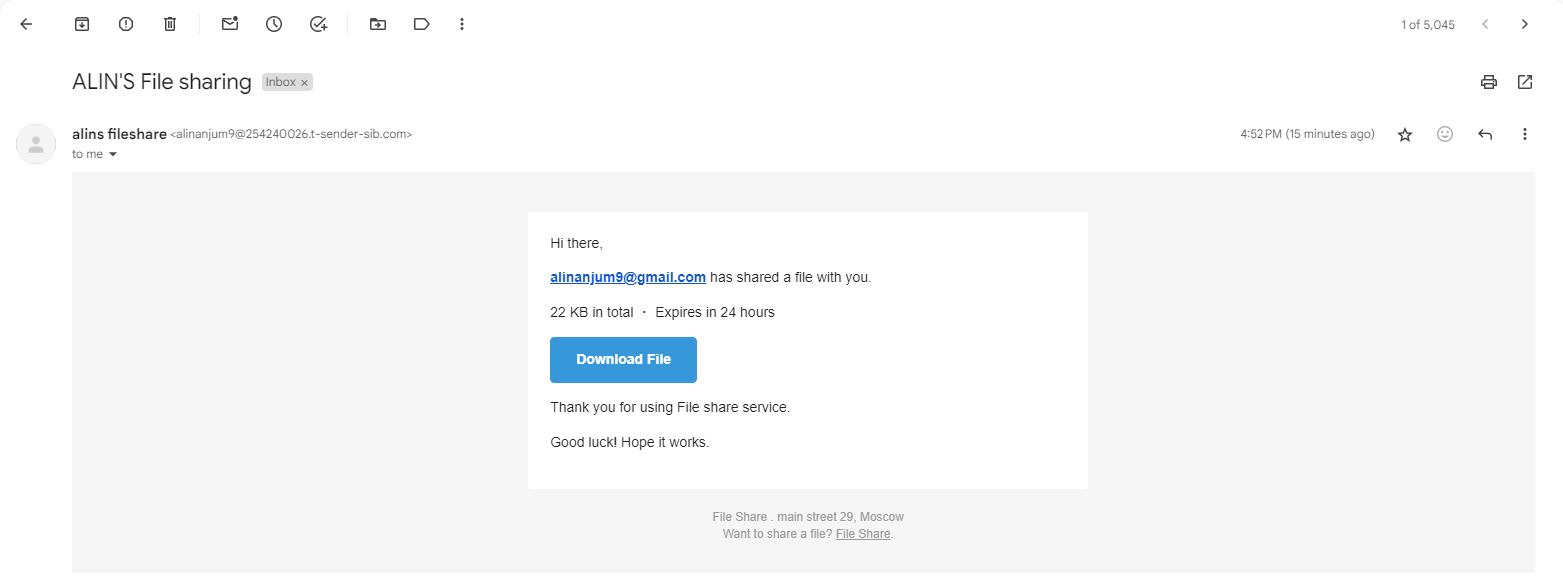 1 of 5,045
ALIN'S File sharing Inbox ×
alins fileshare <alinanjum9@254240026.t-sender-sib.com> 4:52 PM (15 minutes ago)
to me
Hi there,
alinanjum9@gmail.com has shared a file with you.
22 KB in total · Expires in 24 hours
Download File
Thank you for using File share service.
Good luck! Hope it works.
File Share . main street 29, Moscow
Want to share a file? File Share.